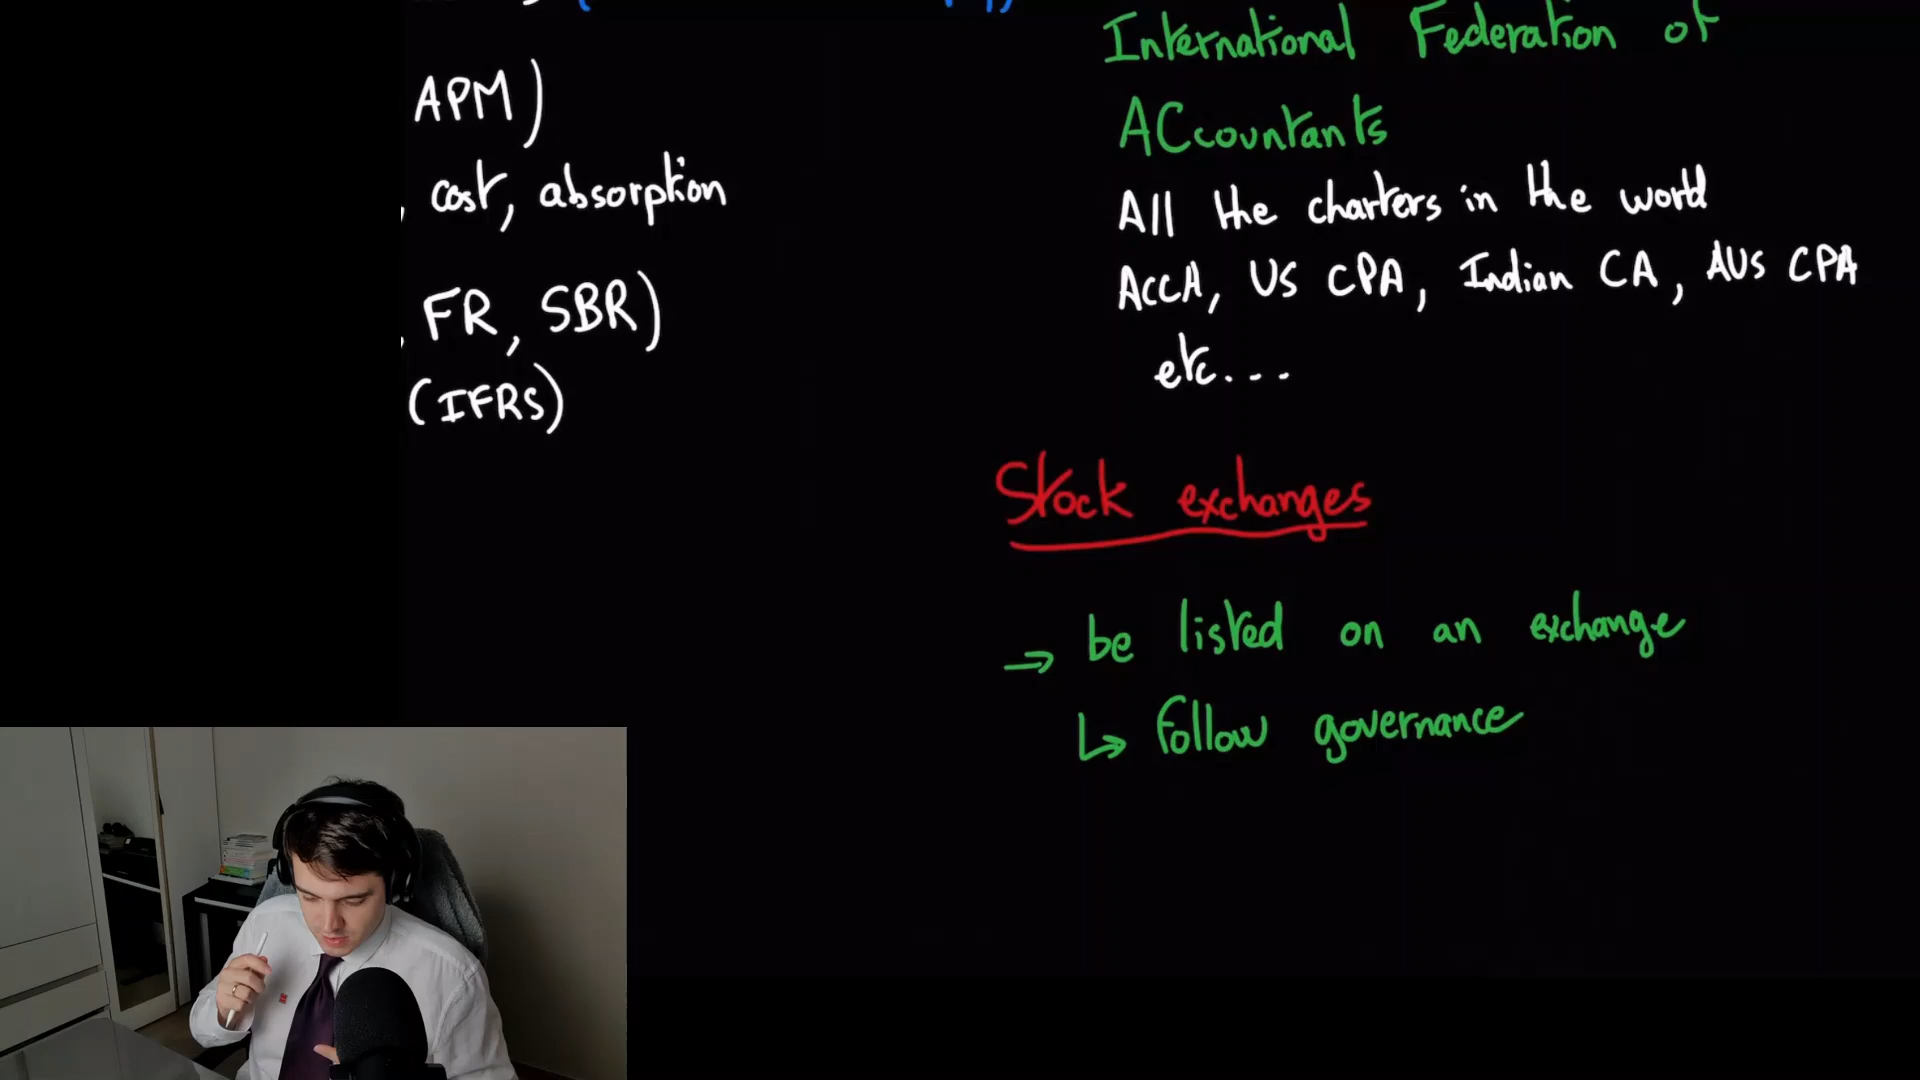 APM)
, cost, absorption
, FR, SBR)
(IFRS)
International Federation of
ACcountants
All the charters in the world
ACCA, US CPA, Indian CA, AUS CPA
etc...
Stock exchanges
→ be listed on an exchange
↳ follow governance